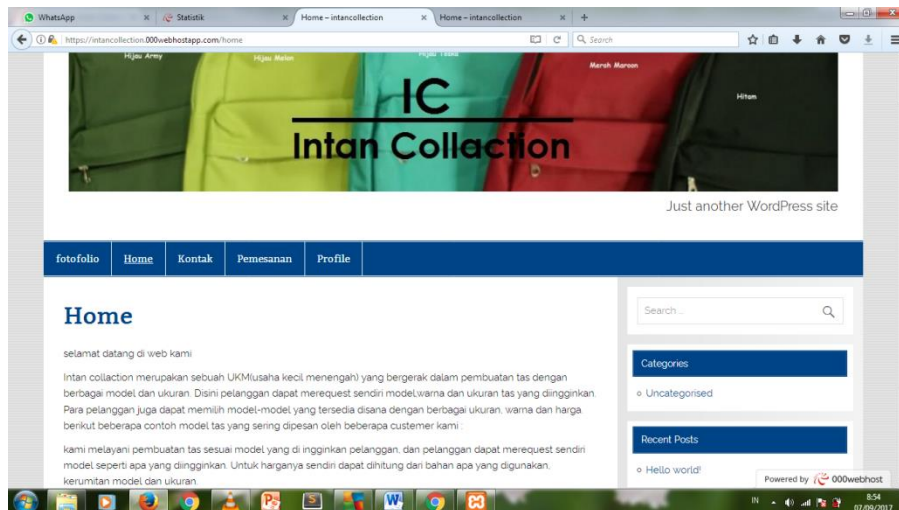 WhatsApp
Statistik
Home – intancollection
Home – intancollection
https://intancollection.000webhostapp.com/home
Search
Hijau Army
Hijau Melon
Merah Maroon
Hitam
IC
Intan Collaction
Just another WordPress site
fotofolio
Home
Kontak
Pemesanan
Profile
Home
selamat datang di web kami
Intan collaction merupakan sebuah UKM(usaha kecil menengah) yang bergerak dalam pembuatan tas dengan
berbagai model dan ukuran. Disini pelanggan dapat merequest sendiri model,warna dan ukuran tas yang diingginkan.
Para pelanggan juga dapat memilih model-model yang tersedia disana dengan berbagai ukuran, warna dan harga.
berikut beberapa contoh model tas yang sering dipesan oleh beberapa custemer kami :
kami melayani pembuatan tas sesuai model yang di ingginkan pelanggan, dan pelanggan dapat merequest sendiri
model seperti apa yang diingginkan. Untuk harganya sendiri dapat dihitung dari bahan apa yang digunakan,
kerumitan model dan ukuran.
Search …
Categories
Uncategorised
Recent Posts
Hello world!
Powered by 000webhost
IN
8:54
07/09/2017